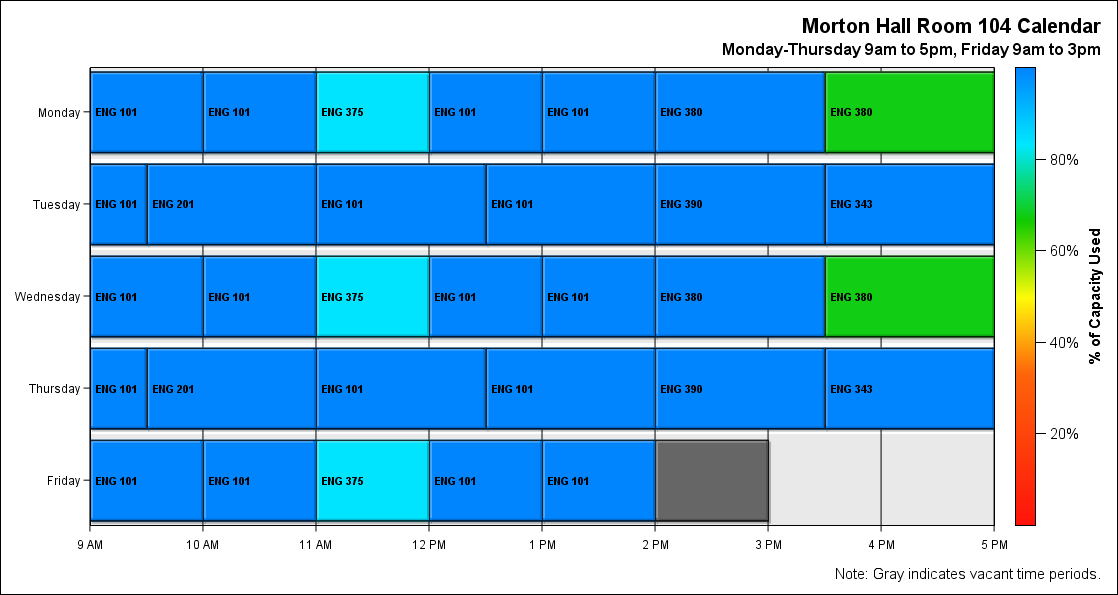 Morton Hall Room 104 Calendar
Monday-Thursday 9am to 5pm, Friday 9am to 3pm
Monday ENG 101 ENG 101 ENG 375 ENG 101 ENG 101 ENG 380 ENG 380
80%
Tuesday ENG 101 ENG 201 ENG 101 ENG 101 ENG 390 ENG 343
60%
Wednesday ENG 101 ENG 101 ENG 375 ENG 101 ENG 101 ENG 380 ENG 380
% of Capacity Used
40%
Thursday ENG 101 ENG 201 ENG 101 ENG 101 ENG 390 ENG 343
20%
Friday ENG 101 ENG 101 ENG 375 ENG 101 ENG 101
9 AM 10 AM 11 AM 12 PM 1 PM 2 PM 3 PM 4 PM 5 PM
Note: Gray indicates vacant time periods.